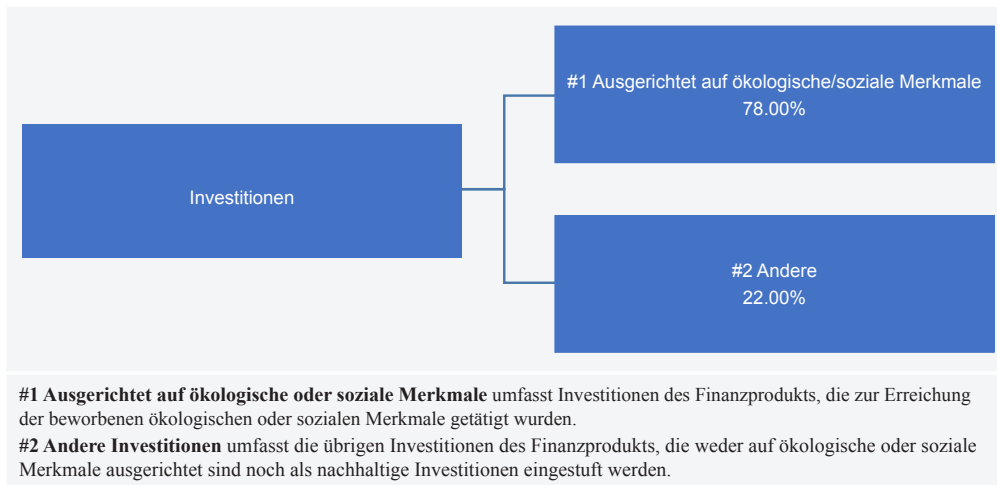 #1 Ausgerichtet auf ökologische/soziale Merkmale
78.00%
Investitionen
#2 Andere
22.00%
#1 Ausgerichtet auf ökologische oder soziale Merkmale umfasst Investitionen des Finanzprodukts, die zur Erreichung
der beworbenen ökologischen oder sozialen Merkmale getätigt wurden.
#2 Andere Investitionen umfasst die übrigen Investitionen des Finanzprodukts, die weder auf ökologische oder soziale
Merkmale ausgerichtet sind noch als nachhaltige Investitionen eingestuft werden.